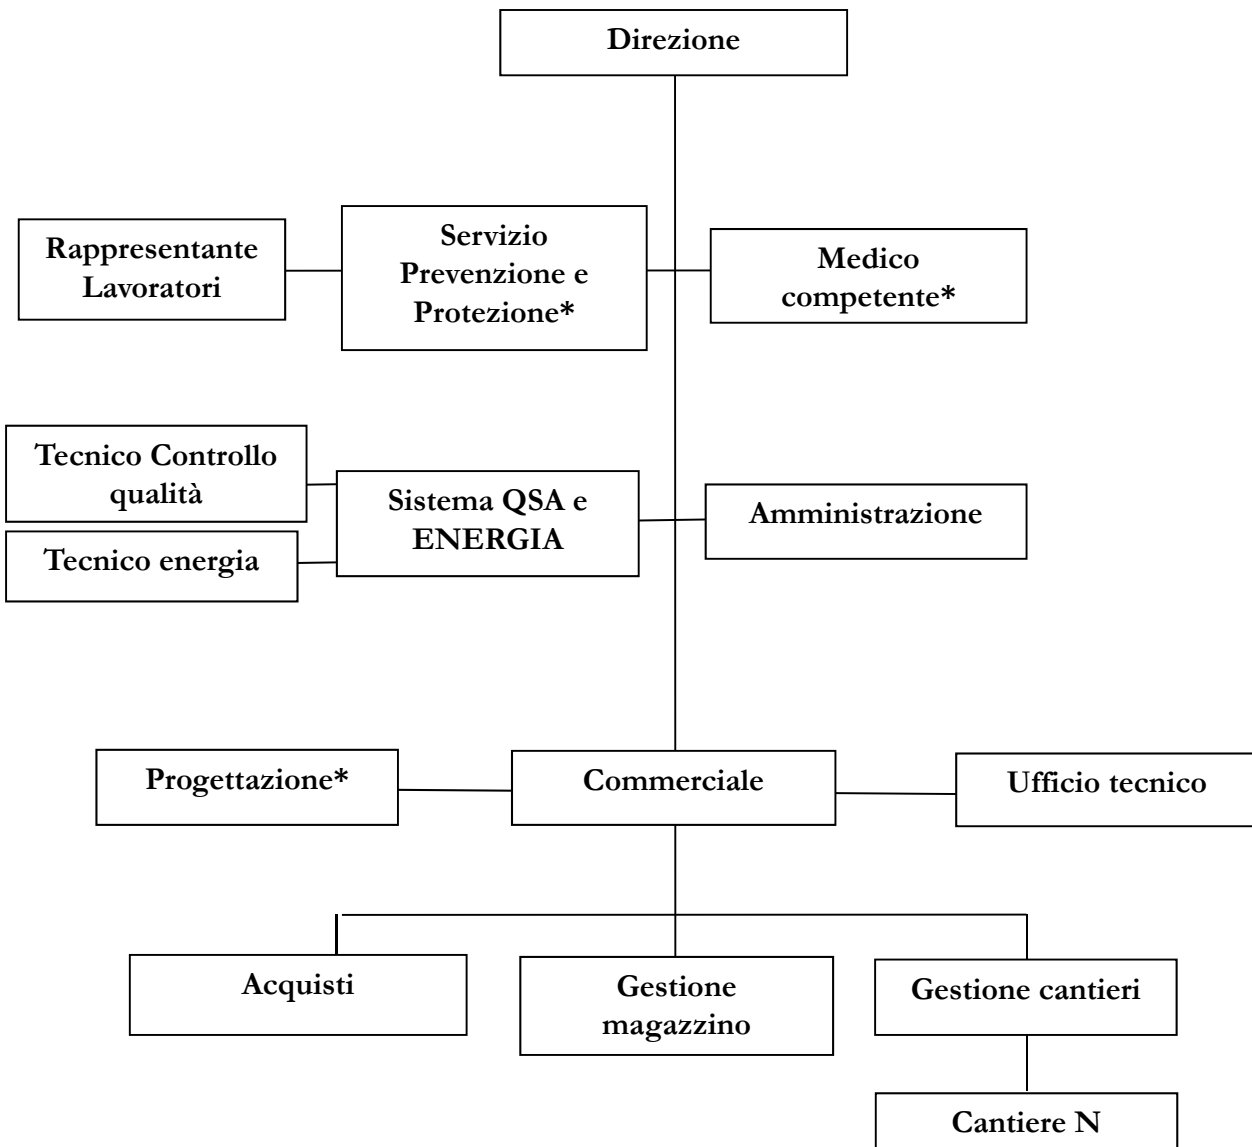 Direzione
Rappresentante
Lavoratori
Servizio
Prevenzione e
Protezione*
Medico
competente*
Tecnico Controllo
qualità
Tecnico energia
Sistema QSA e
ENERGIA
Amministrazione
Progettazione*
Commerciale
Ufficio tecnico
Acquisti
Gestione
magazzino
Gestione cantieri
Cantiere N